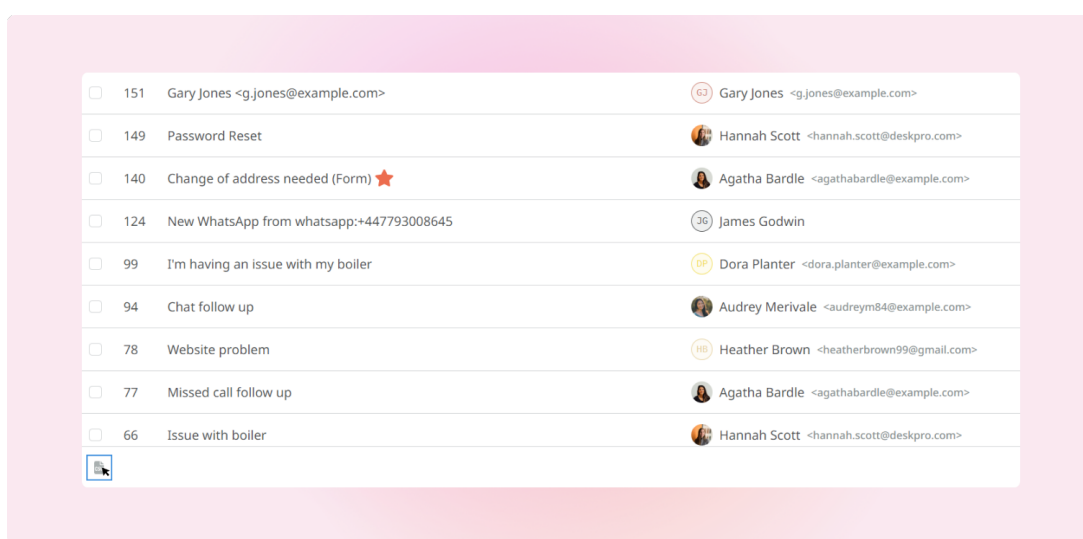 151 Gary Jones <g.jones@example.com> GJ Gary Jones <g.jones@example.com>
149 Password Reset Hannah Scott <hannah.scott@deskpro.com>
140 Change of address needed (Form) Agatha Bardle <agathabardle@example.com>
124 New WhatsApp from whatsapp:+447793008645 JG James Godwin
99 I'm having an issue with my boiler DP Dora Planter <dora.planter@example.com>
94 Chat follow up Audrey Merivale <audreym84@example.com>
78 Website problem HB Heather Brown <heatherbrown99@gmail.com>
77 Missed call follow up Agatha Bardle <agathabardle@example.com>
66 Issue with boiler Hannah Scott <hannah.scott@deskpro.com>